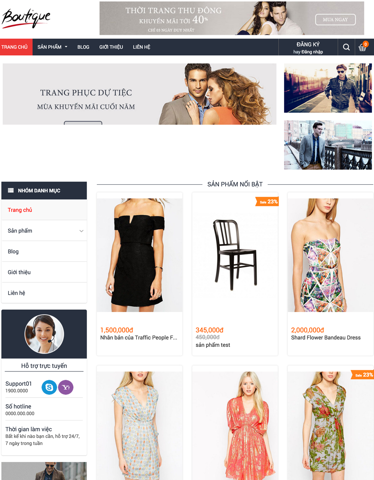 Boutique
THỜI TRANG THU ĐÔNG
KHUYẾN MÃI TỚI 40%
MUA NGAY
TRANG CHỦ SẢN PHẨM BLOG GIỚI THIỆU LIÊN HỆ
ĐĂNG KÝ
hay Đăng nhập
TRANG PHỤC DỰ TIỆC
MÙA KHUYẾN MÃI CUỐI NĂM
NHÓM DANH MỤC
Trang chủ
Sản phẩm
Blog
Giới thiệu
Liên hệ
Hỗ trợ trực tuyến
Support01
1900.0000
Số hotline
0000.000.000
Thời gian làm việc
Bất kể khi nào bạn cần, hỗ trợ 24/7,
7 ngày trong tuần
SẢN PHẨM NỔI BẬT
23%
1,500,000đ
Nhân bản của Traffic People F...
345,000đ
450,000đ
sản phẩm test
2,000,000đ
Shard Flower Bandeau Dress
23%